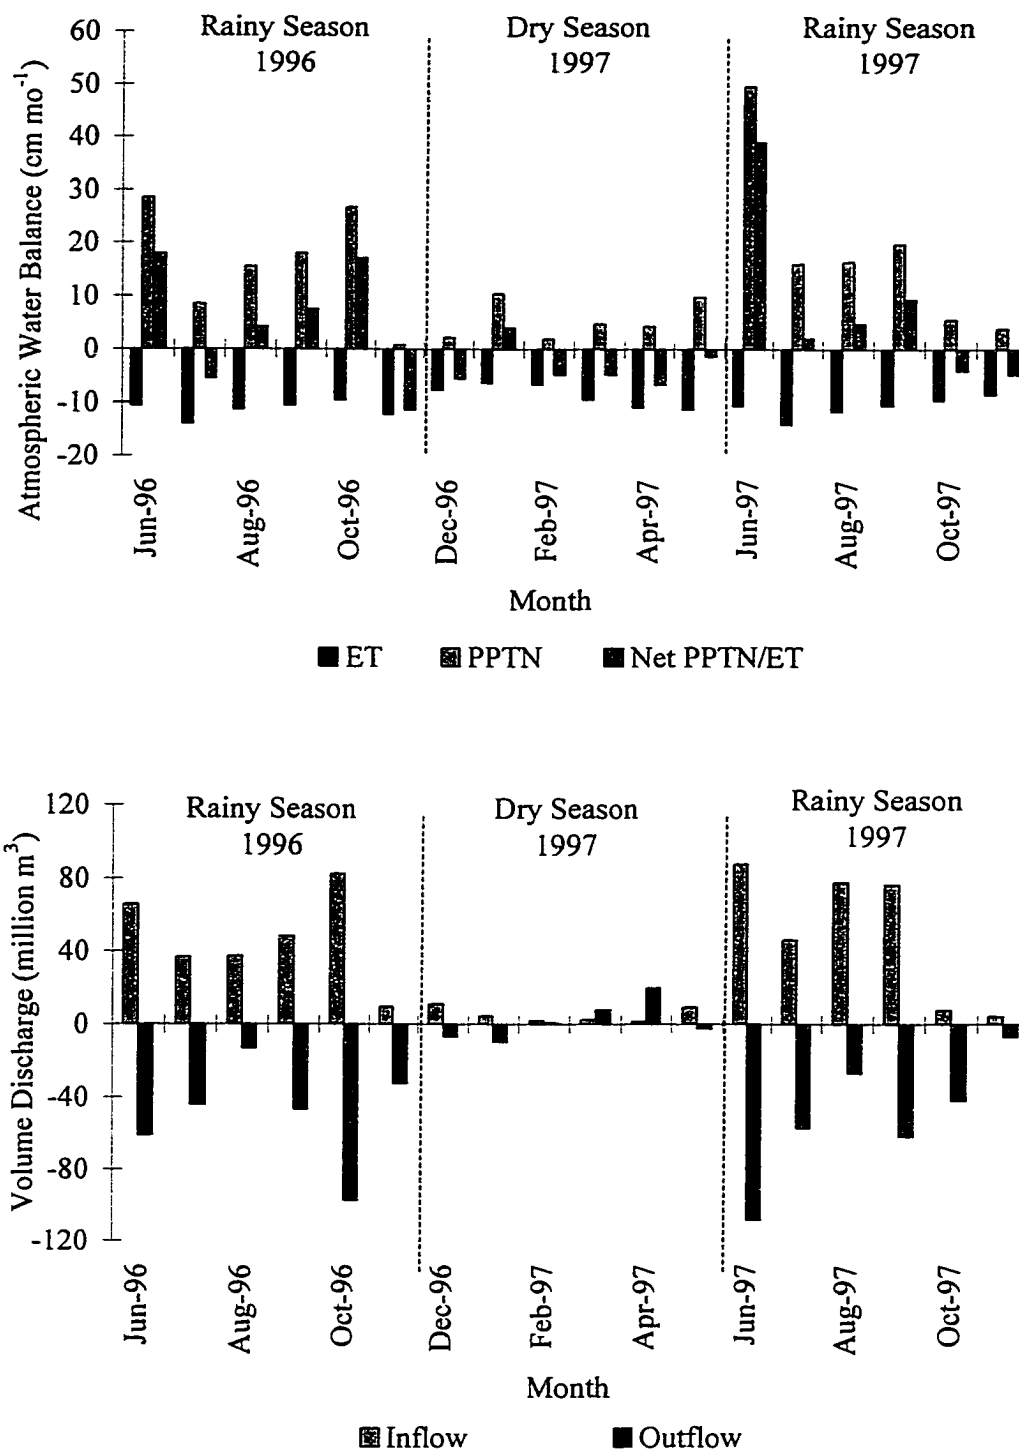 Rainy Season
1996
Dry Season
1997
Rainy Season
1997
Atmospheric Water Balance (cm mo⁻¹)
60
50
40
30
20
10
0
-10
-20
Jun-96
Aug-96
Oct-96
Dec-96
Feb-97
Apr-97
Jun-97
Aug-97
Oct-97
Month
ET PPTN Net PPTN/ET
Rainy Season
1996
Dry Season
1997
Rainy Season
1997
Volume Discharge (million m³)
120
80
40
0
-40
-80
-120
Jun-96
Aug-96
Oct-96
Dec-96
Feb-97
Apr-97
Jun-97
Aug-97
Oct-97
Month
Inflow Outflow